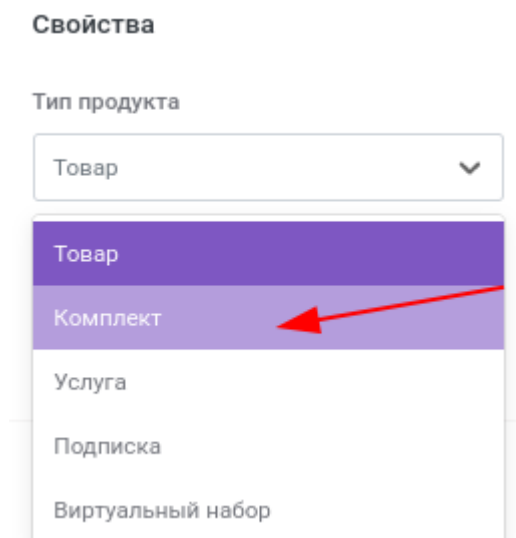 Свойства
Тип продукта
Товар
Товар
Комплект
Услуга
Подписка
Виртуальный набор